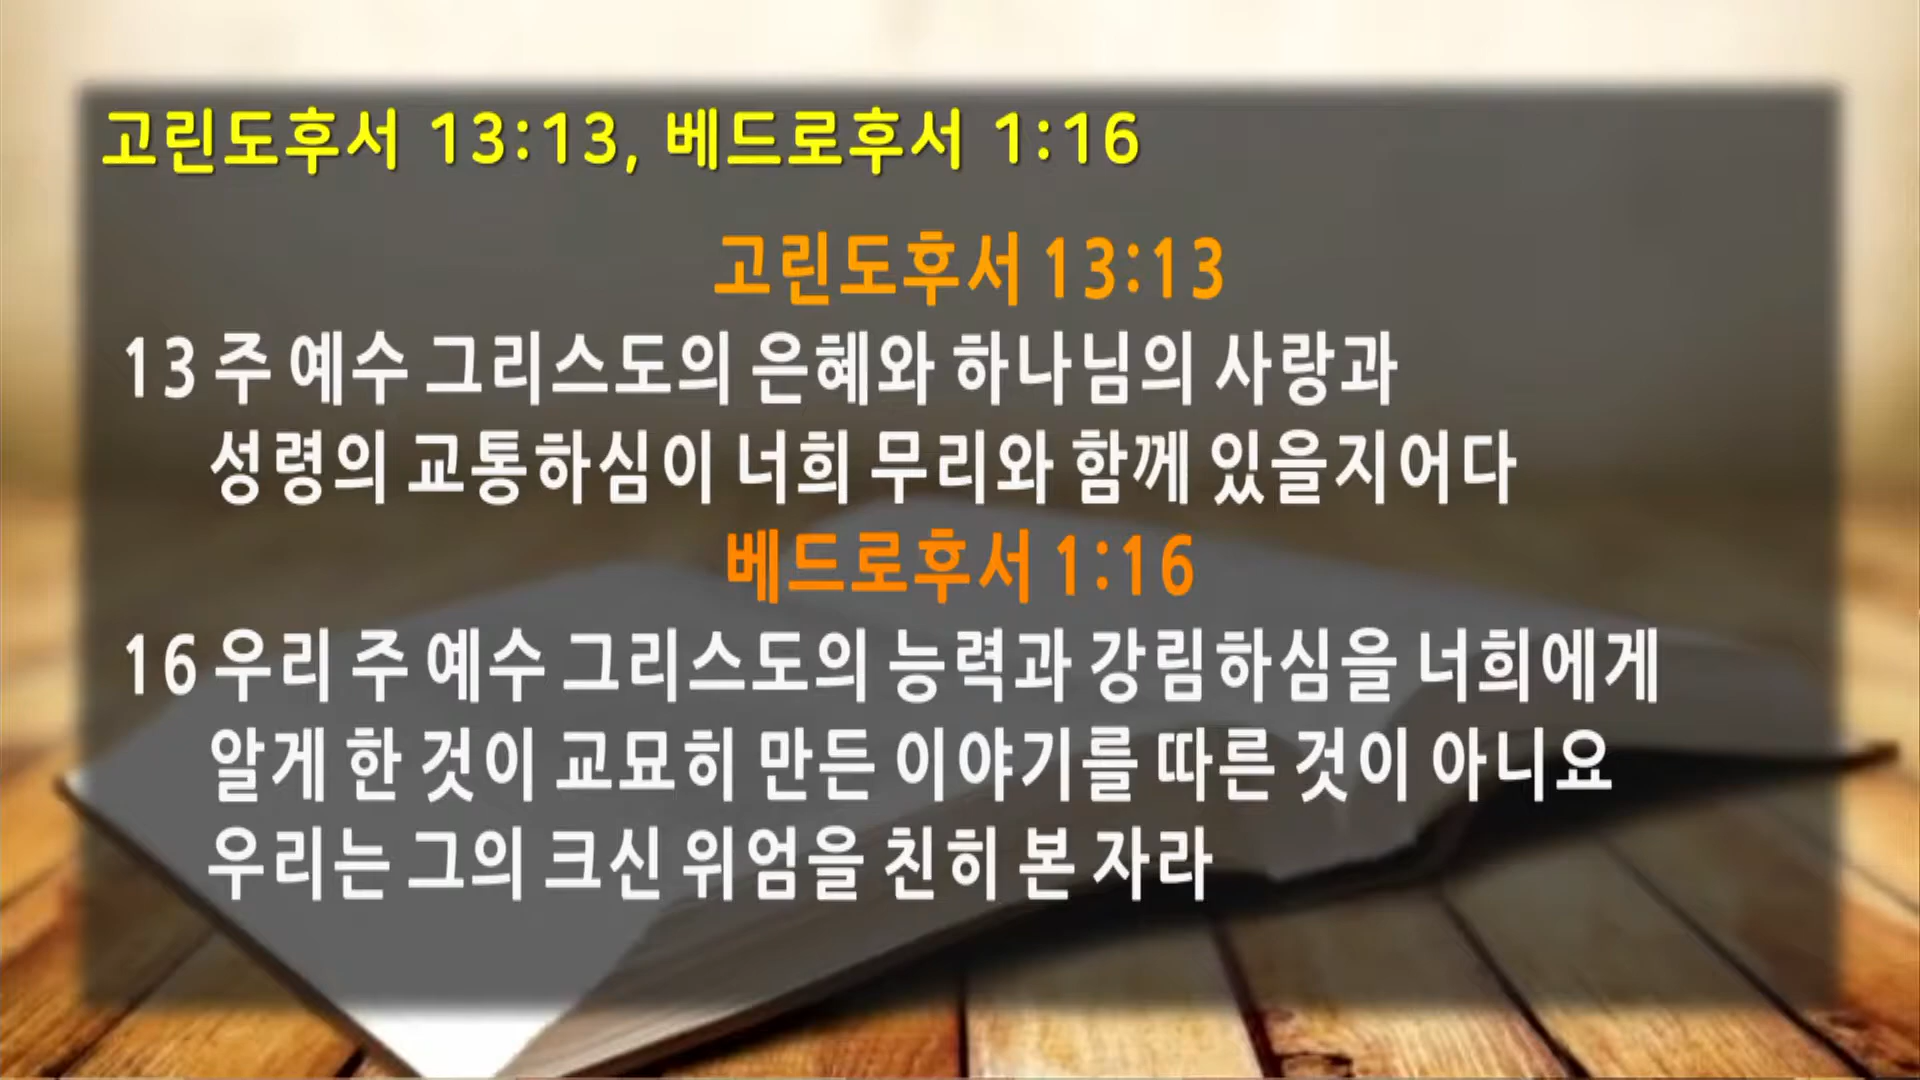 고린도후서 13:13, 베드로후서 1:16
고린도후서 13:13
13 주 예수 그리스도의 은혜와 하나님의 사랑과
성령의 교통하심이 너희 무리와 함께 있을지어다
베드로후서 1:16
16 우리 주 예수 그리스도의 능력과 강림하심을 너희에게
알게 한 것이 교묘히 만든 이야기를 따른 것이 아니요
우리는 그의 크신 위엄을 친히 본 자라